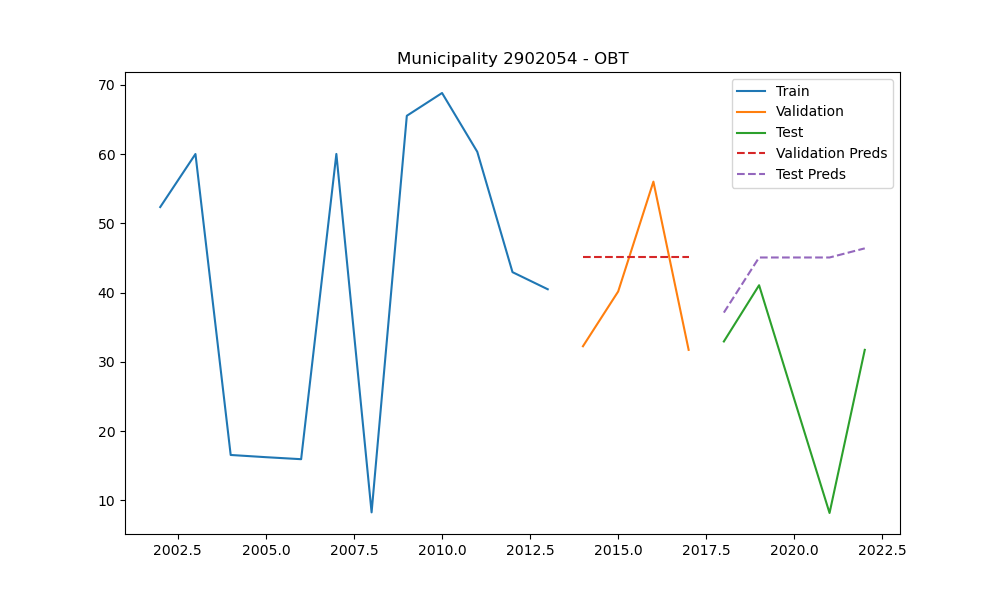 Municipality 2902054 - OBT
70
60
50
40
30
20
10
2002.5 2005.0 2007.5 2010.0 2012.5 2015.0 2017.5 2020.0 2022.5
Train
Validation
Test
Validation Preds
Test Preds